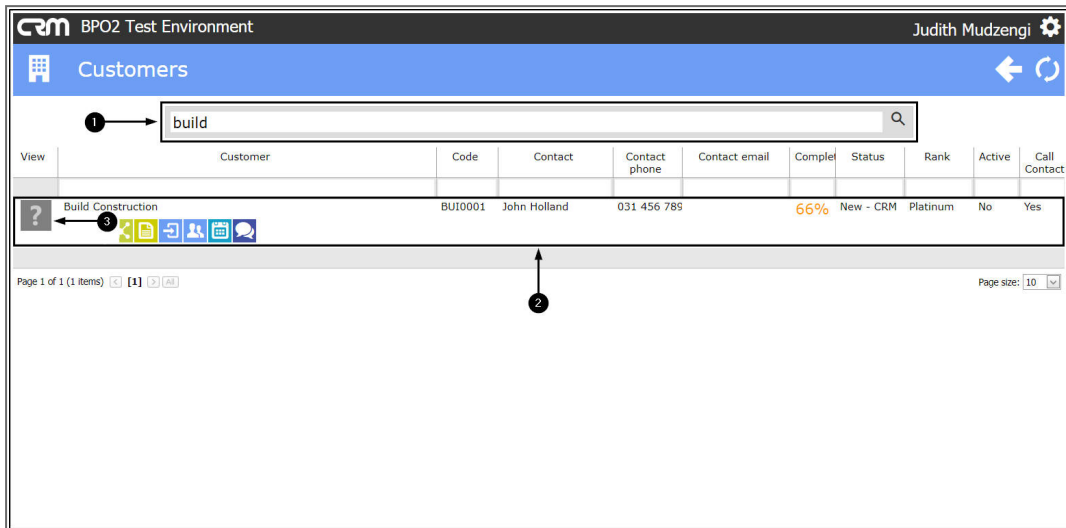 CRM BPO2 Test Environment Judith Mudzengi
Customers
1 build
View Customer Code Contact Contact phone Contact email Complet Status Rank Active Call Contact
? Build Construction BUI0001 John Holland 031 456 789 66% New - CRM Platinum No Yes
3
Page 1 of 1 (1 items) < [1] > All Page size: 10
2